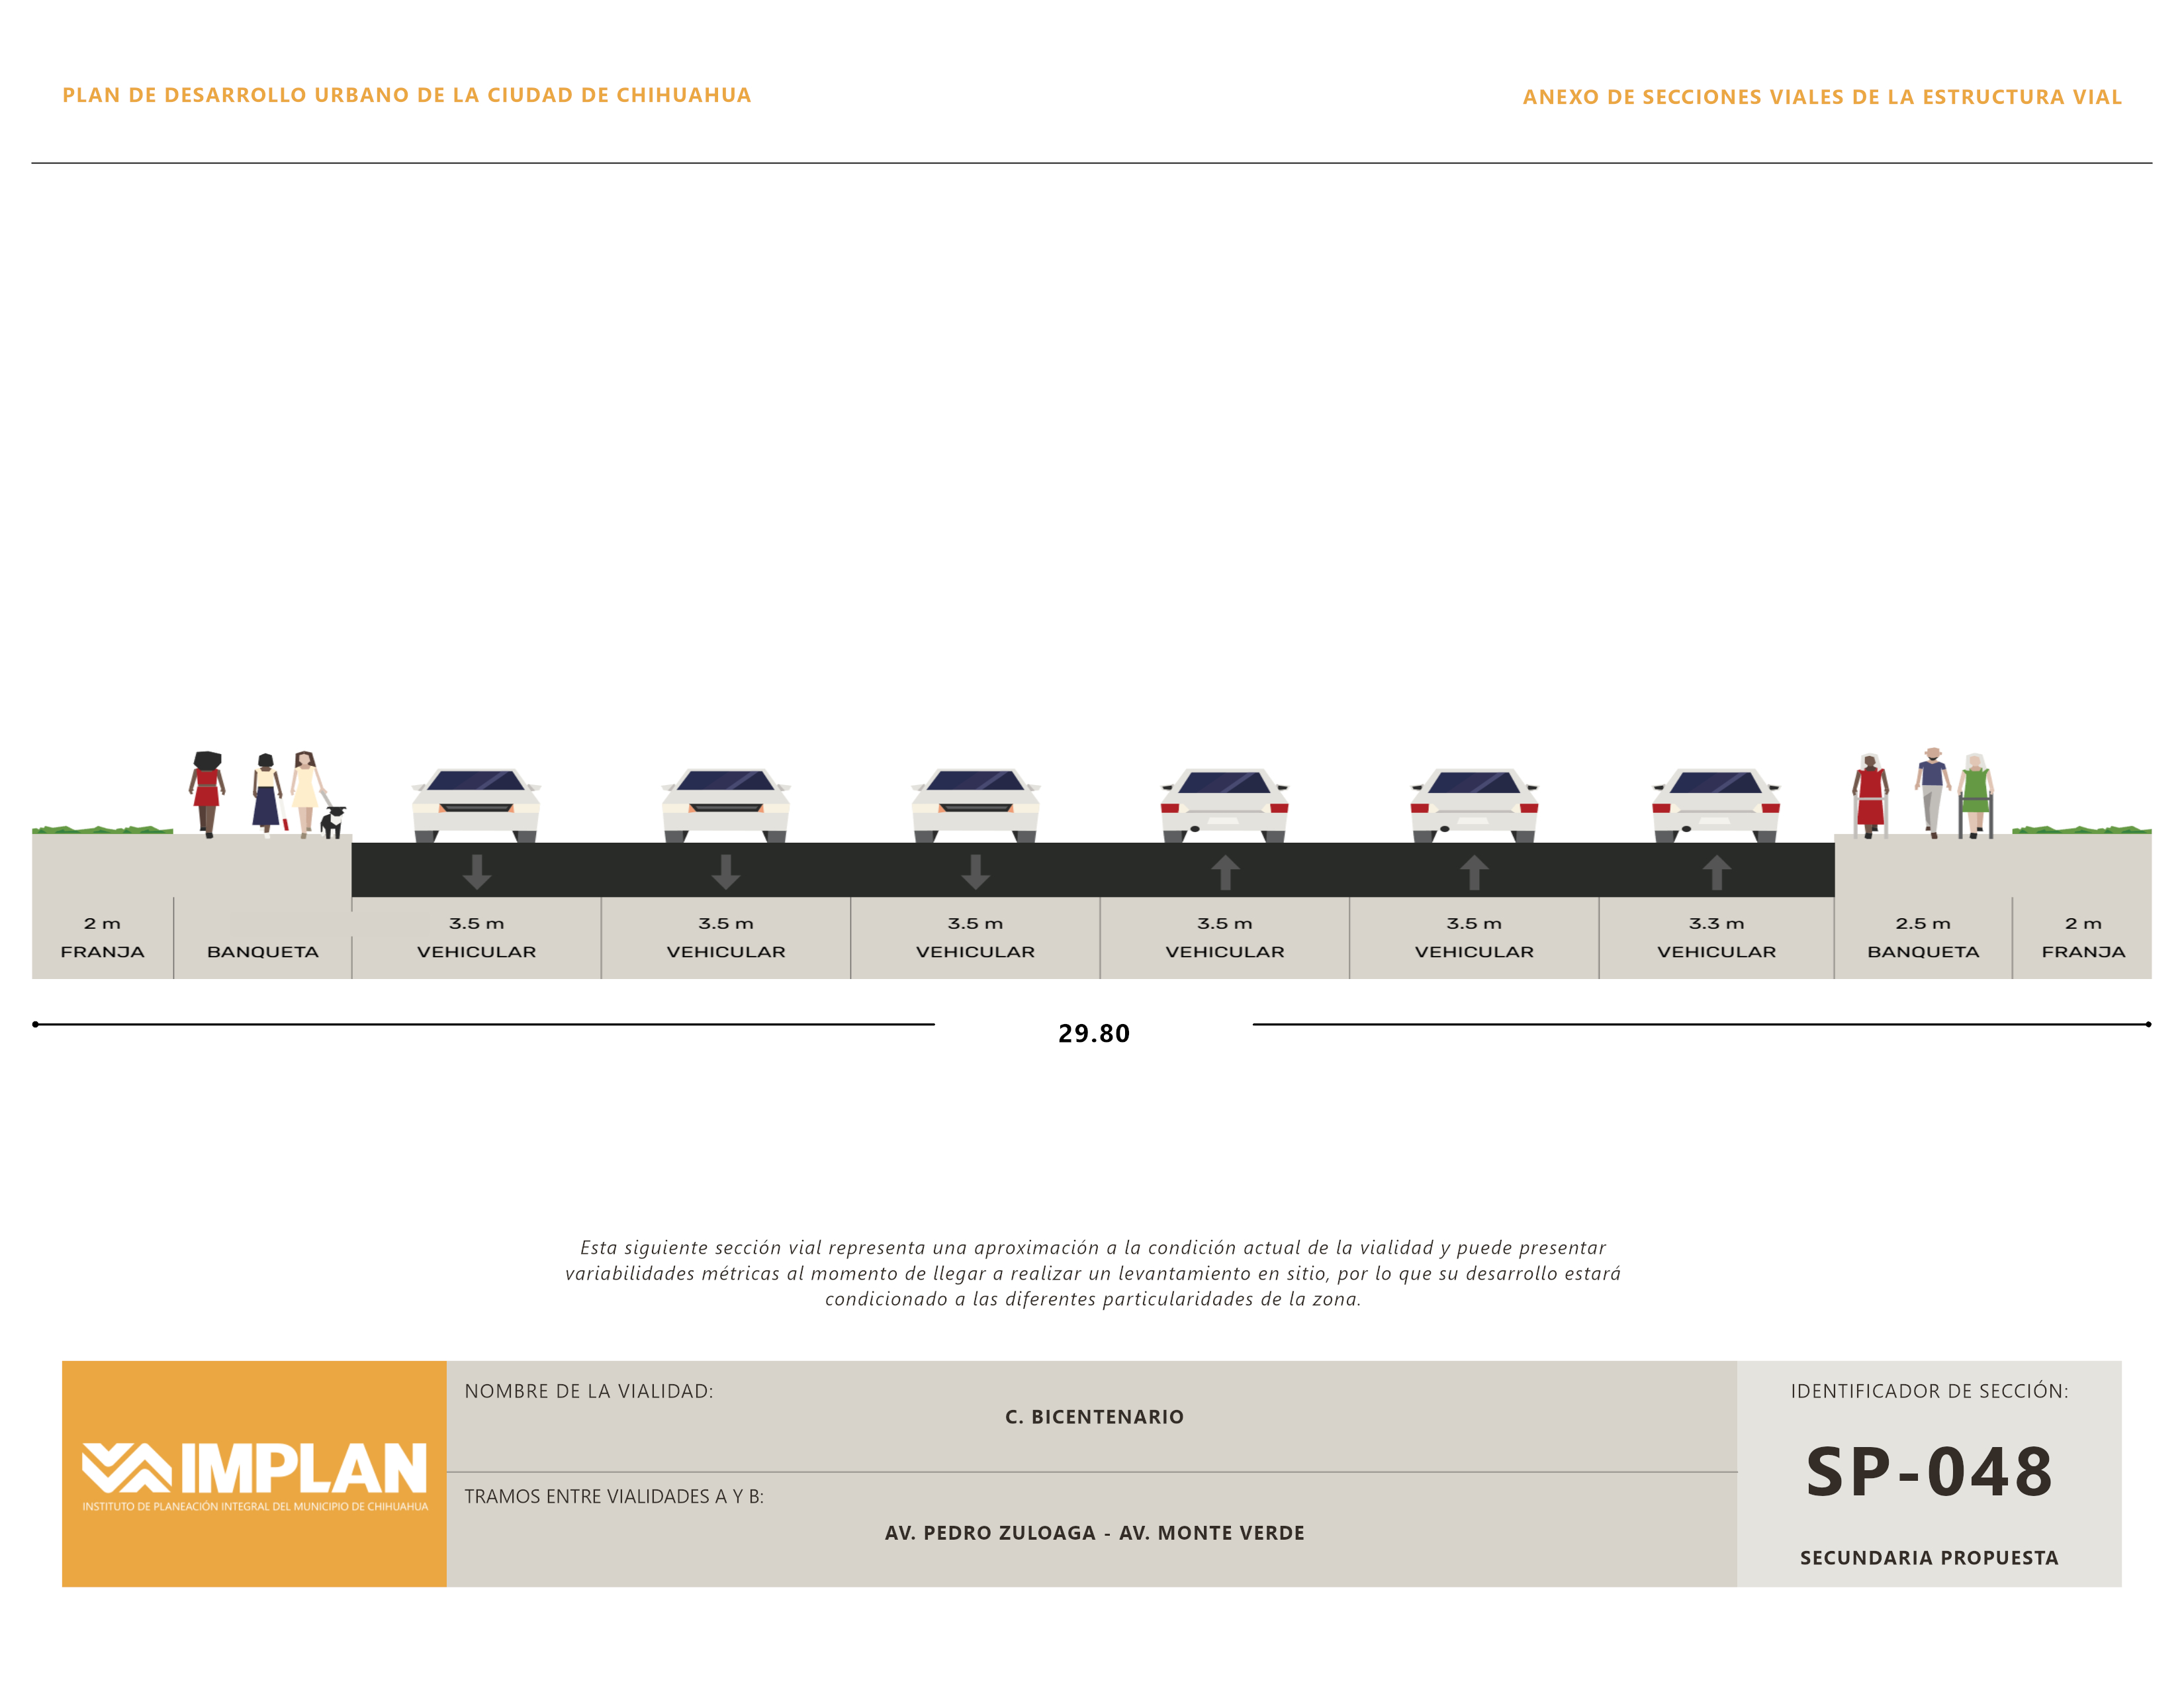 PLAN DE DESARROLLO URBANO DE LA CIUDAD DE CHIHUAHUA
ANEXO DE SECCIONES VIALES DE LA ESTRUCTURA VIAL
2 m 3.5 m 3.5 m 3.5 m 3.5 m 3.5 m 3.3 m 2.5 m 2 m
FRANJA BANQUETA VEHICULAR VEHICULAR VEHICULAR VEHICULAR VEHICULAR VEHICULAR BANQUETA FRANJA
29.80
Esta siguiente sección vial representa una aproximación a la condición actual de la vialidad y puede presentar
variabilidades métricas al momento de llegar a realizar un levantamiento en sitio, por lo que su desarrollo estará
condicionado a las diferentes particularidades de la zona.
IMPLAN
INSTITUTO DE PLANEACIÓN INTEGRAL DEL MUNICIPIO DE CHIHUAHUA
NOMBRE DE LA VIALIDAD:
C. BICENTENARIO
TRAMOS ENTRE VIALIDADES A Y B:
AV. PEDRO ZULOAGA - AV. MONTE VERDE
IDENTIFICADOR DE SECCIÓN:
SP-048
SECUNDARIA PROPUESTA